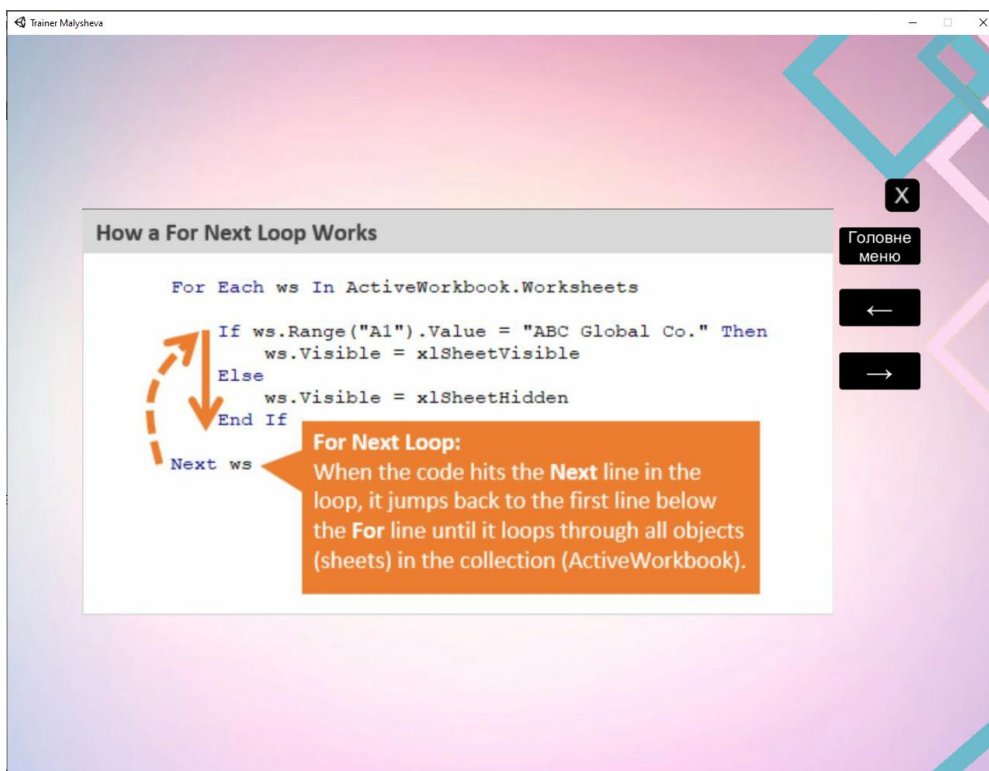 Trainer Malysheva
X
How a For Next Loop Works
Головне
меню
For Each ws In ActiveWorkbook.Worksheets
←
If ws.Range("A1").Value = "ABC Global Co." Then
ws.Visible = xlSheetVisible
→
Else
ws.Visible = xlSheetHidden
End If
Next ws
For Next Loop:
When the code hits the Next line in the
loop, it jumps back to the first line below
the For line until it loops through all objects
(sheets) in the collection (ActiveWorkbook).